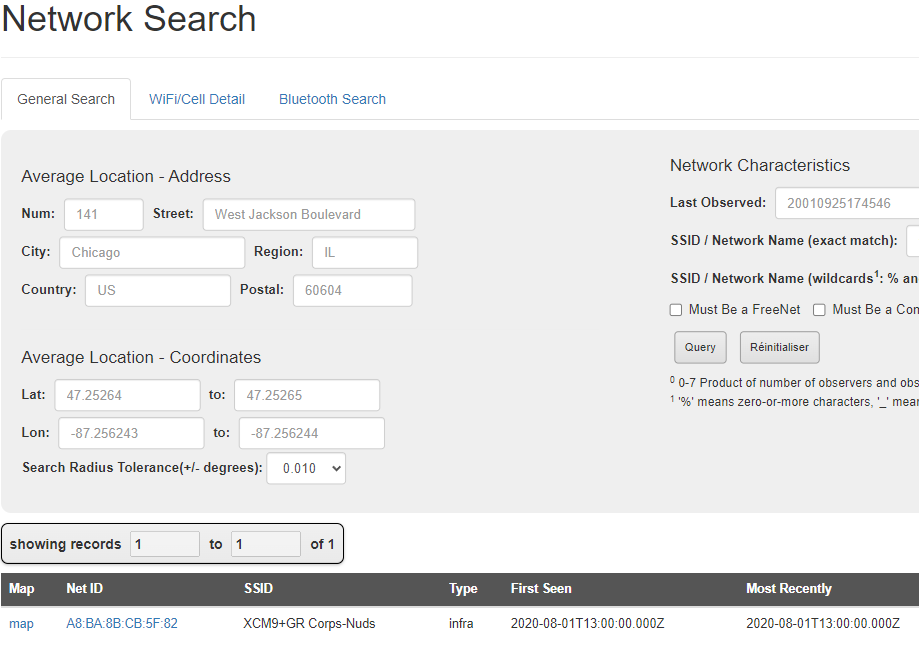 Network Search
General Search WiFi/Cell Detail Bluetooth Search
Average Location - Address
Num: 141 Street: West Jackson Boulevard
City: Chicago Region: IL
Country: US Postal: 60604
Average Location - Coordinates
Lat: 47.25264 to: 47.25265
Lon: -87.256243 to: -87.256244
Search Radius Tolerance(+/- degrees): 0.010
Network Characteristics
Last Observed: 20010925174546
SSID / Network Name (exact match):
SSID / Network Name (wildcards¹: % an
Must Be a FreeNet Must Be a Con
Query Réinitialiser
⁰ 0-7 Product of number of observers and obs
¹ '%' means zero-or-more characters, '_' mean
showing records 1 to 1 of 1
Map Net ID SSID Type First Seen Most Recently
map A8:BA:8B:CB:5F:82 XCM9+GR Corps-Nuds infra 2020-08-01T13:00:00.000Z 2020-08-01T13:00:00.000Z